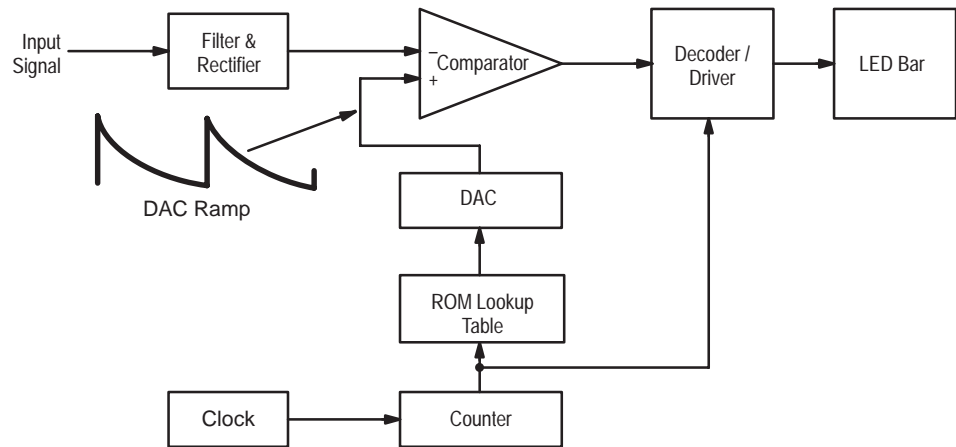 Input
Signal
Filter &
Rectifier
−
+
Comparator
Decoder /
Driver
LED Bar
DAC Ramp
DAC
ROM Lookup
Table
Clock
Counter